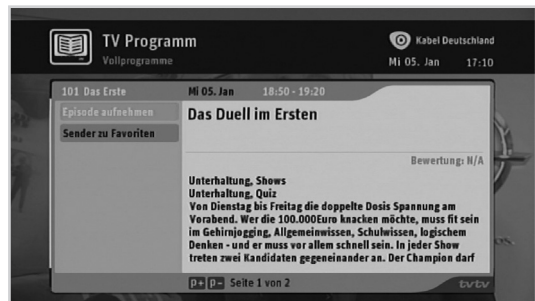 TV Programm
Vollprogramme
Kabel Deutschland
Mi 05. Jan 17:10
101 Das Erste
Mi 05. Jan 18:50 - 19:20
Episode aufnehmen
Sender zu Favoriten
Das Duell im Ersten
Bewertung: N/A
Unterhaltung, Shows
Unterhaltung, Quiz
Von Dienstag bis Freitag die doppelte Dosis Spannung am
Vorabend. Wer die 100.000Euro knacken möchte, muss fit sein
im Gehirnjogging, Allgemeinwissen, Schulwissen, logischem
Denken - und er muss vor allem schnell sein. In jeder Show
treten zwei Kandidaten gegeneinander an. Der Champion darf
p+ p- Seite 1 von 2
tvtv